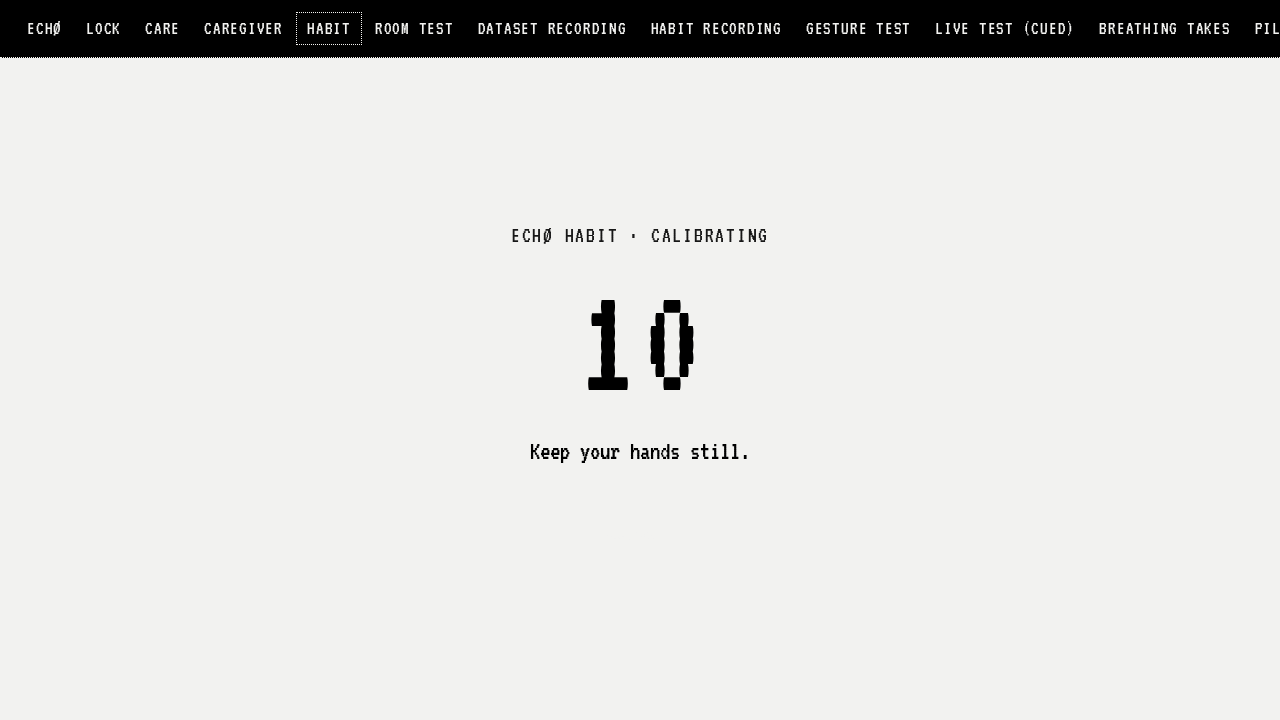 ECHØ LOCK CARE CAREGIVER HABIT ROOM TEST DATASET RECORDING HABIT RECORDING GESTURE TEST LIVE TEST (CUED) BREATHING TAKES
ECHØ HABIT · CALIBRATING
10
Keep your hands still.